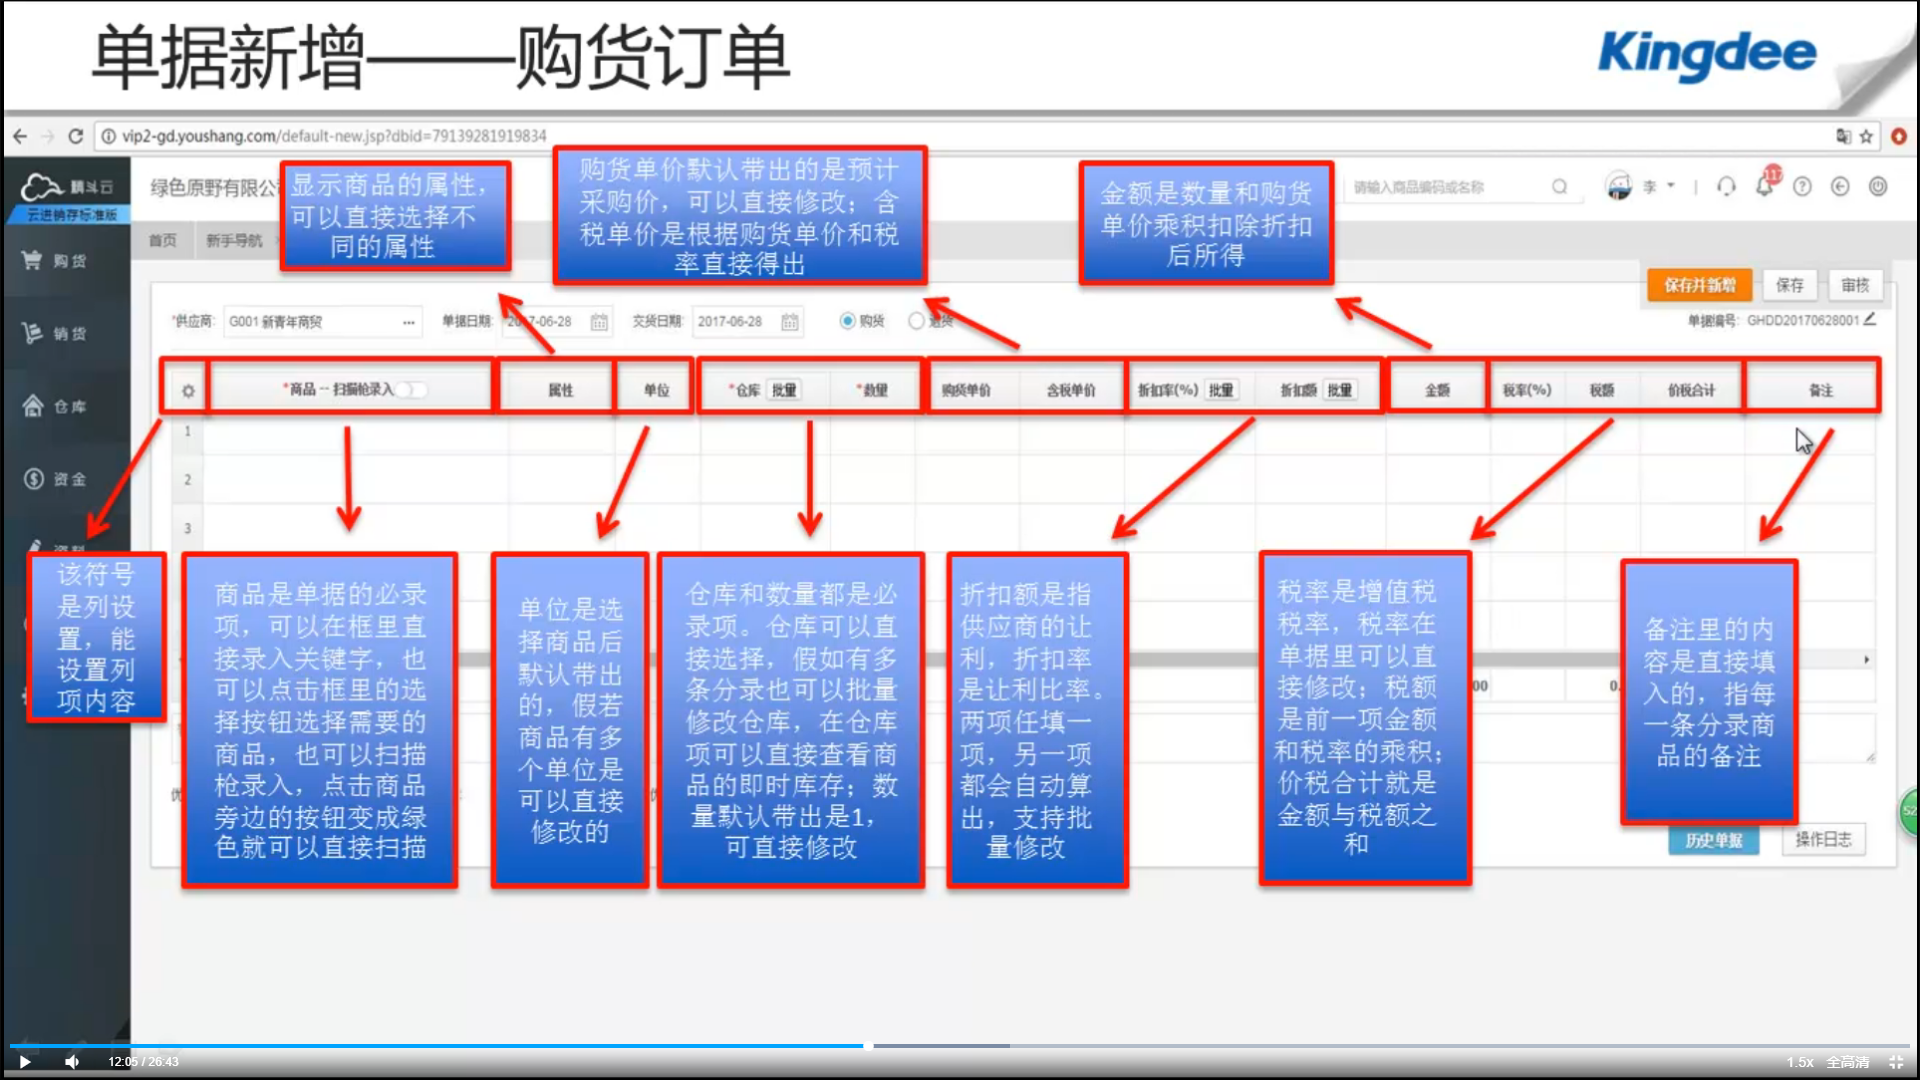 单据新增——购货订单
Kingdee
vip2-gd.youshang.com/default-new.jsp?dbid=79139281919834
精斗云
云进销存标准版
绿色原野有限公
请输入商品编码或名称
李
117
首页
新手导航
购货
销货
仓库
资金
资料
显示商品的属性，
可以直接选择不
同的属性
购货单价默认带出的是预计
采购价，可以直接修改；含
税单价是根据购货单价和税
率直接得出
金额是数量和购货
单价乘积扣除折扣
后所得
保存并新增
保存
审核
*供应商:
G001 新青年商贸
单据日期:
2017-06-28
交货日期:
2017-06-28
购货
退货
单据编号:
GHDD20170628001
*商品 -- 扫描枪录入
属性
单位
*仓库 批量
*数量
购货单价
含税单价
折扣率(%) 批量
折扣额 批量
金额
税率(%)
税额
价税合计
备注
1
2
3
该符号
是列设
置，能
设置列
项内容
商品是单据的必录
项，可以在框里直
接录入关键字，也
可以点击框里的选
择按钮选择需要的
商品，也可以扫描
枪录入，点击商品
旁边的按钮变成绿
色就可以直接扫描
单位是选
择商品后
默认带出
的，假若
商品有多
个单位是
可以直接
修改的
仓库和数量都是必
录项。仓库可以直
接选择，假如有多
条分录也可以批量
修改仓库，在仓库
项可以直接查看商
品的即时库存；数
量默认带出是1，
可直接修改
折扣额是指
供应商的让
利，折扣率
是让利比率。
两项任填一
项，另一项
都会自动算
出，支持批
量修改
税率是增值税
税率，税率在
单据里可以直
接修改；税额
是前一项金额
和税率的乘积；
价税合计就是
金额与税额之
和
备注里的内
容是直接填
入的，指每
一条分录商
品的备注
00
0.
优
历史单据
操作日志
52
12:05 / 26:43
1.5x
全高清